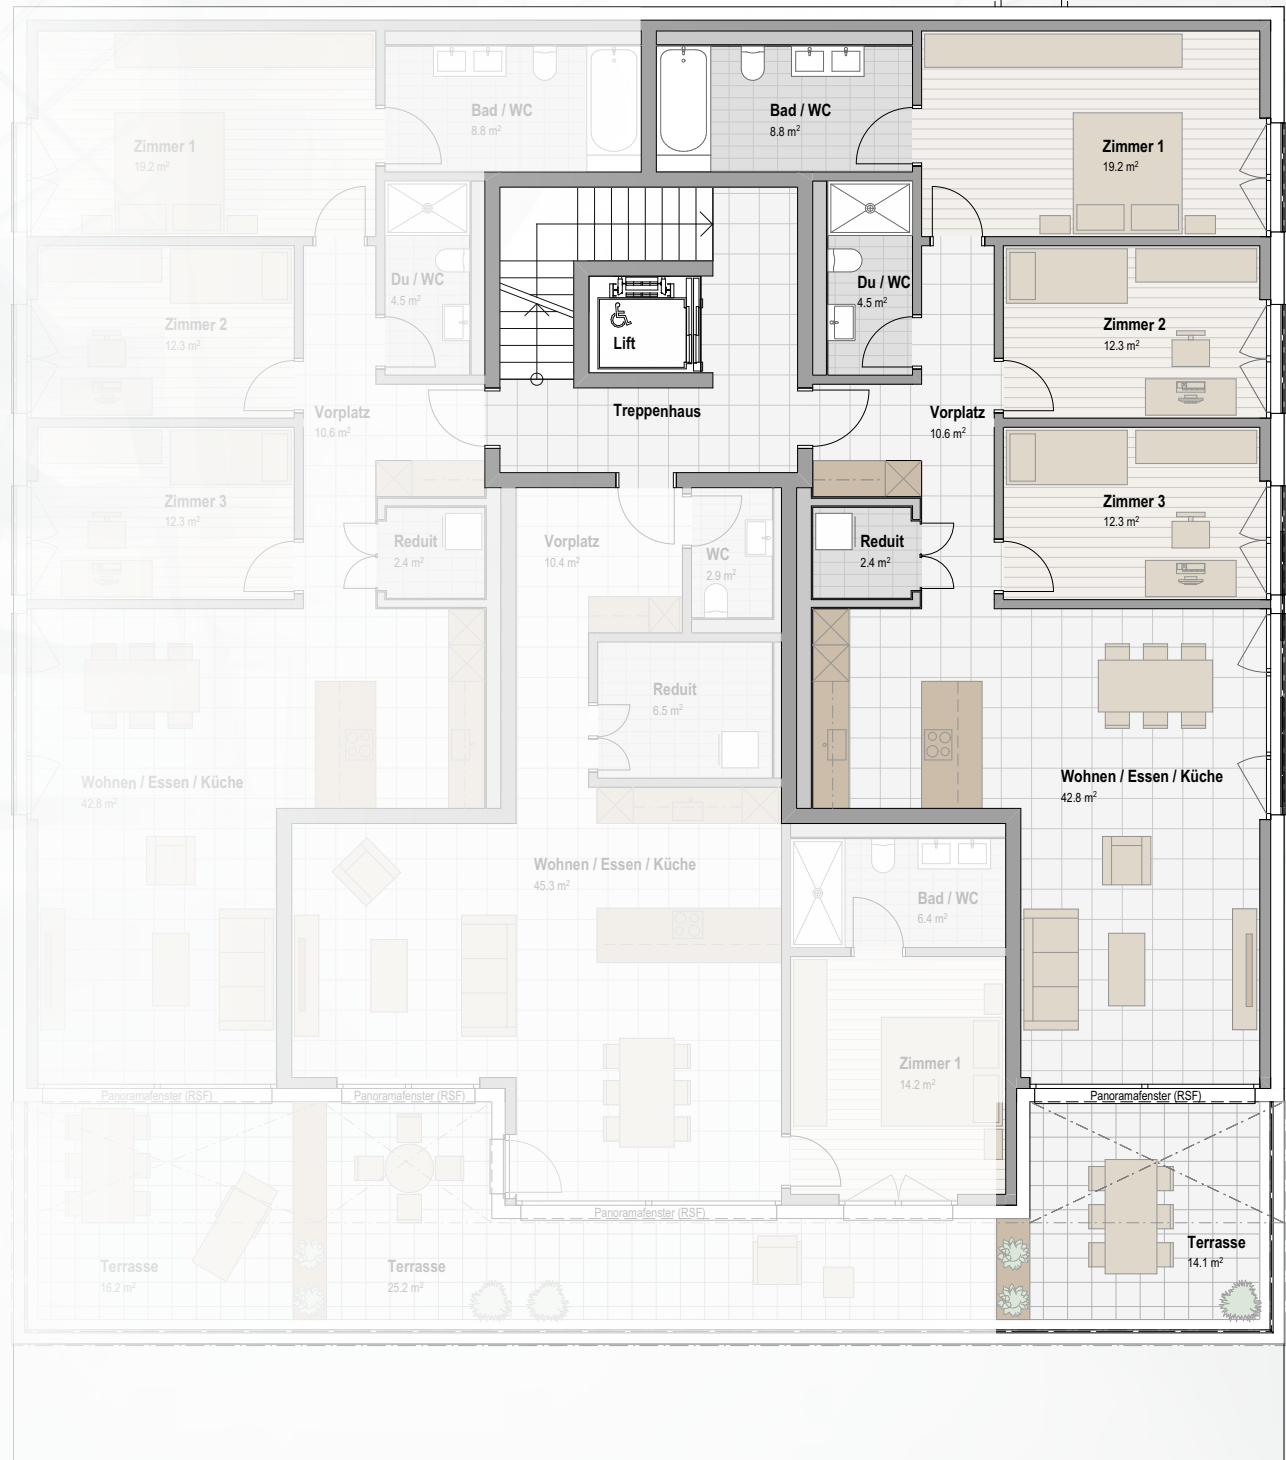 Bad / WC
8.8 m²
Bad / WC
8.8 m²
Zimmer 1
19.2 m²
Zimmer 1
19.2 m²
Du / WC
4.5 m²
Du / WC
4.5 m²
Zimmer 2
12.3 m²
Lift
Zimmer 2
12.3 m²
Vorplatz
10.6 m²
Treppenhaus
Vorplatz
10.6 m²
Zimmer 3
12.3 m²
Zimmer 3
12.3 m²
Reduit
2.4 m²
Vorplatz
10.4 m²
WC
2.9 m²
Reduit
2.4 m²
Reduit
6.5 m²
Wohnen / Essen / Küche
42.8 m²
Wohnen / Essen / Küche
42.8 m²
Wohnen / Essen / Küche
45.3 m²
Bad / WC
6.4 m²
Zimmer 1
14.2 m²
Panoramafenster (RSF)
Panoramafenster (RSF)
Panoramafenster (RSF)
Panoramafenster (RSF)
Terrasse
16.2 m²
Terrasse
25.2 m²
Terrasse
14.1 m²